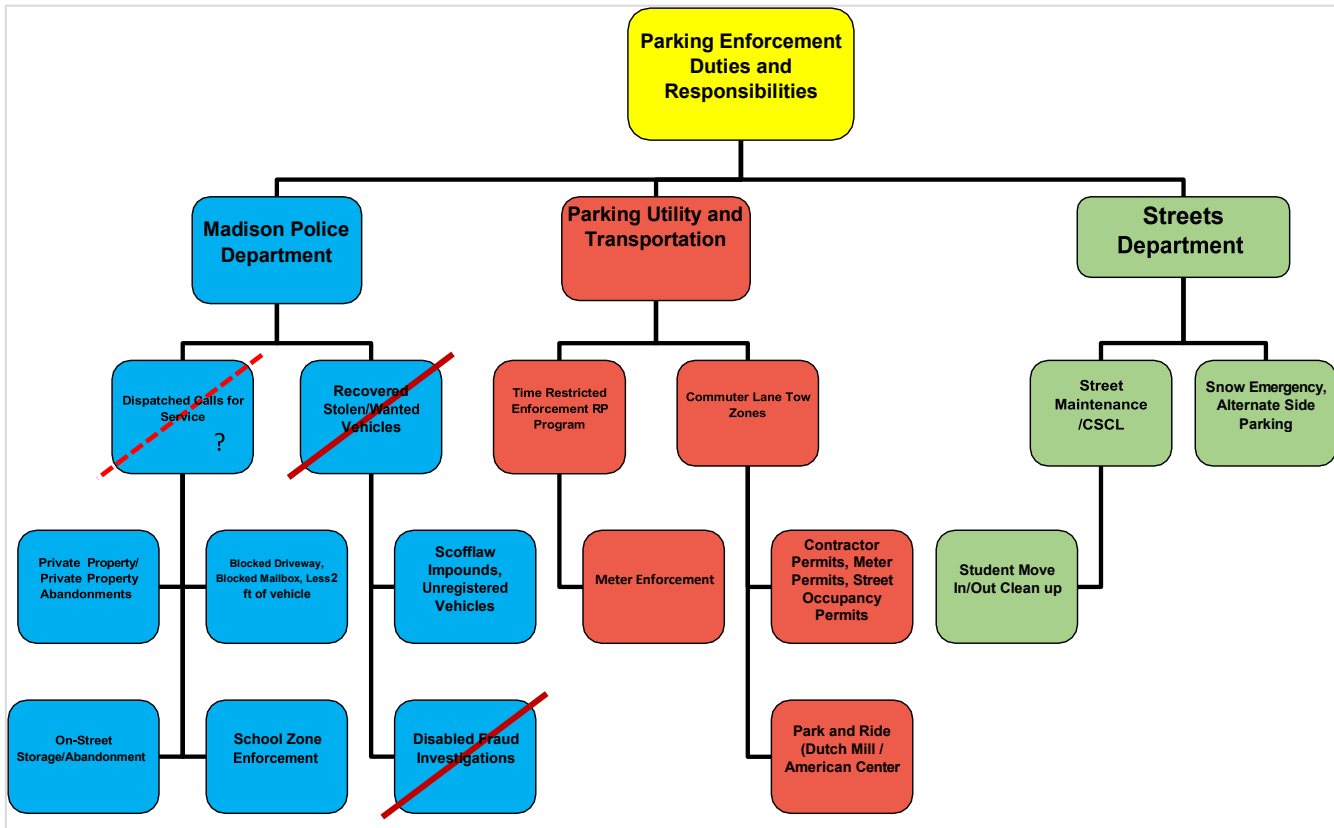 Parking Enforcement
Duties and
Responsibilities
Madison Police
Department
Parking Utility and
Transportation
Streets
Department
Dispatched Calls for
Service
?
Recovered
Stolen/Wanted
Vehicles
Time Restricted
Enforcement RP
Program
Commuter Lane Tow
Zones
Street
Maintenance
/CSCL
Snow Emergency,
Alternate Side
Parking
Private Property/
Private Property
Abandonments
Blocked Driveway,
Blocked Mailbox, Less2
ft of vehicle
Scofflaw
Impounds,
Unregistered
Vehicles
Meter Enforcement
Contractor
Permits, Meter
Permits, Street
Occupancy
Permits
Student Move
In/Out Clean up
On-Street
Storage/Abandonment
School Zone
Enforcement
Disabled Fraud
Investigations
Park and Ride
(Dutch Mill /
American Center